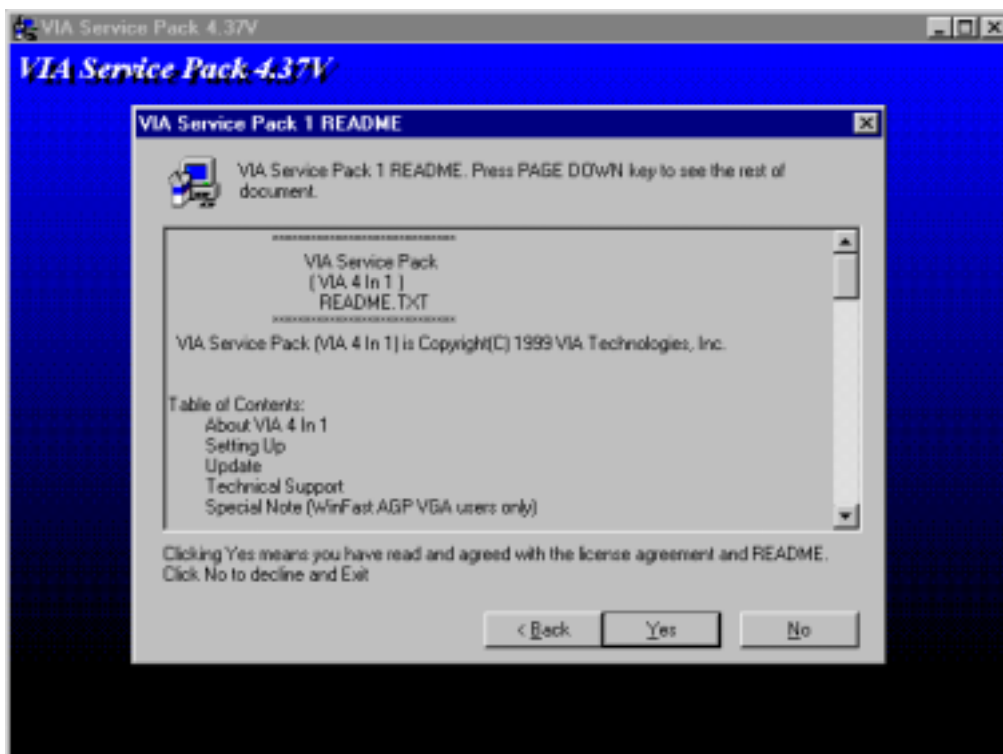 VIA Service Pack 4.37V
VIA Service Pack 4.37V
VIA Service Pack 1 README
VIA Service Pack 1 README. Press PAGE DOWN key to see the rest of
document.
VIA Service Pack
( VIA 4 In 1 )
README.TXT
VIA Service Pack (VIA 4 In 1) is Copyright(C) 1999 VIA Technologies, Inc.
Table of Contents:
About VIA 4 In 1
Setting Up
Update
Technical Support
Special Note (WinFast AGP VGA users only)
Clicking Yes means you have read and agreed with the license agreement and README.
Click No to decline and Exit
< Back
Yes
No